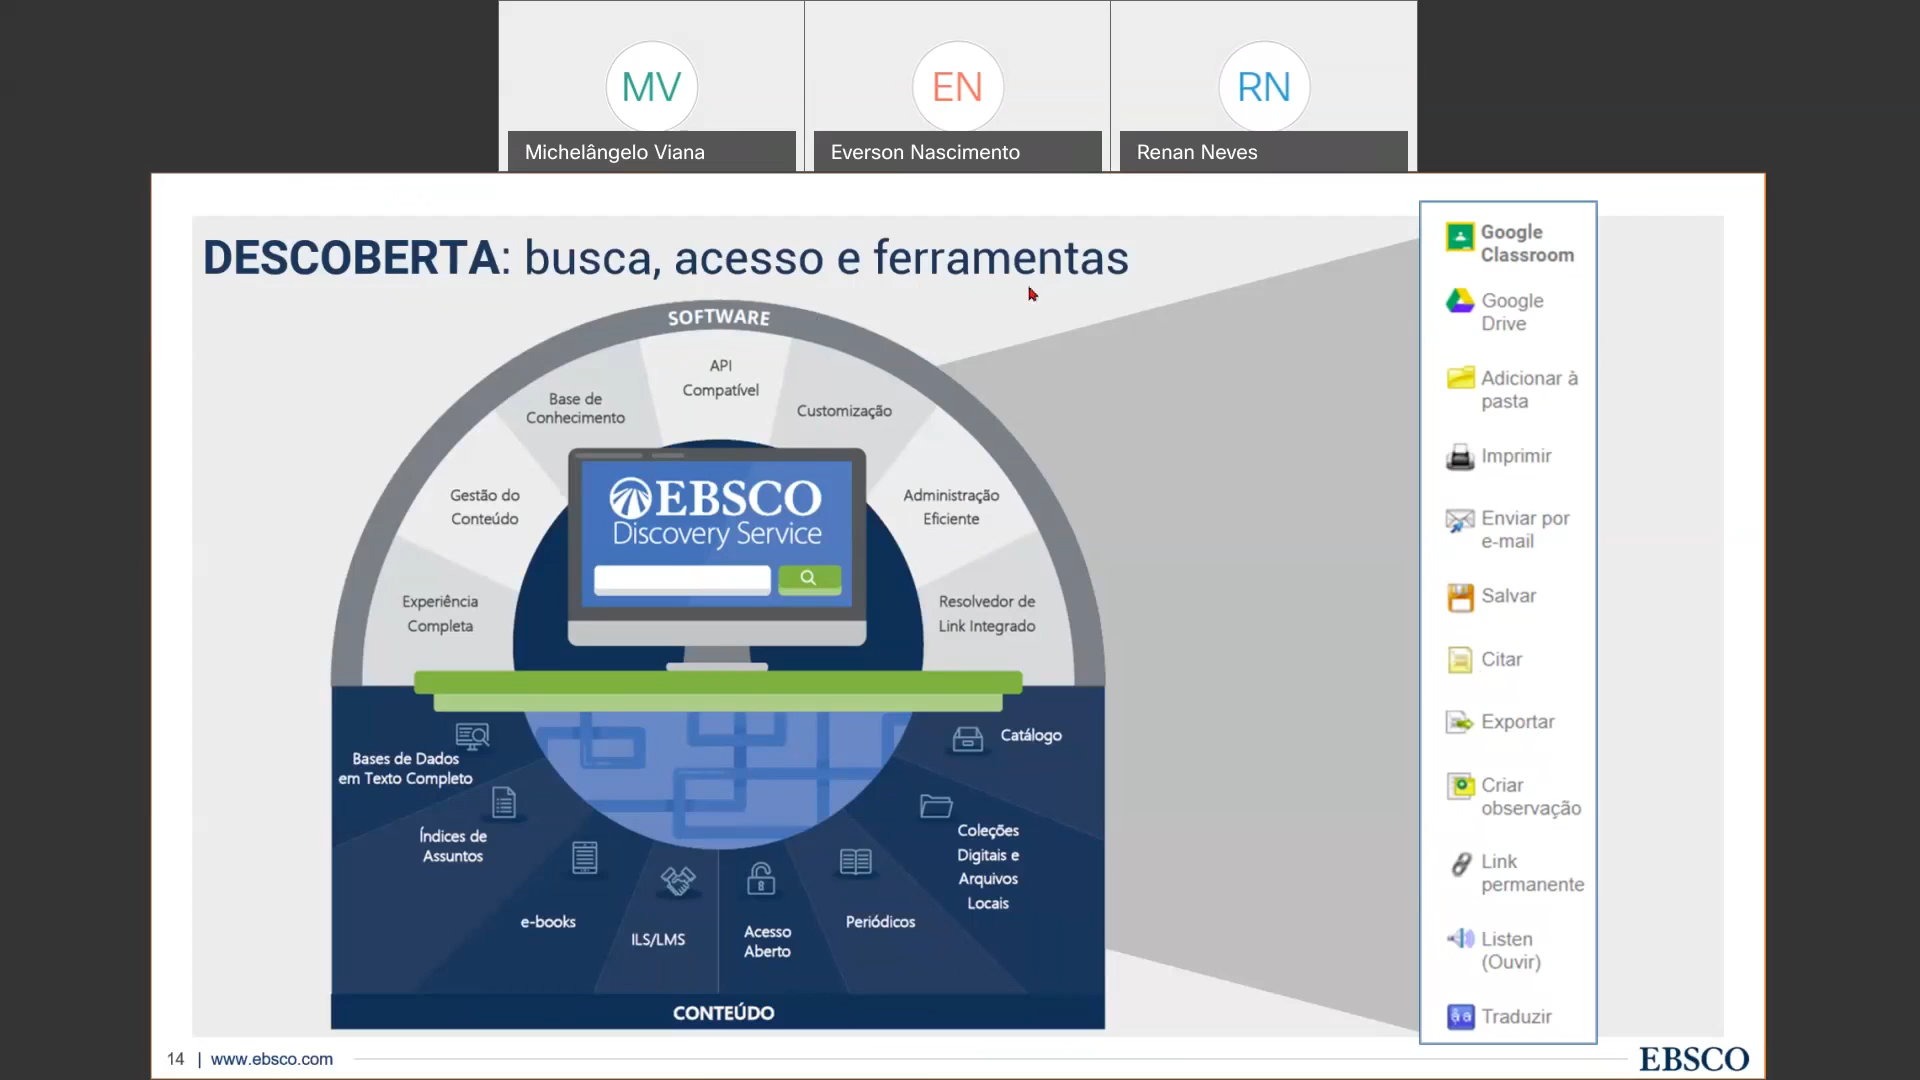 MV
EN
RN
Michelângelo Viana
Everson Nascimento
Renan Neves
DESCOBERTA: busca, acesso e ferramentas
SOFTWARE
API
Compatível
Base de
Conhecimento
Customização
Gestão do
Conteúdo
Administração
Eficiente
Experiência
Completa
Resolvedor de
Link Integrado
EBSCO
Discovery Service
Bases de Dados
em Texto Completo
Índices de
Assuntos
e-books
ILS/LMS
Acesso
Aberto
Periódicos
Coleções
Digitais e
Arquivos
Locais
Catálogo
CONTEÚDO
Google
Classroom
Google
Drive
Adicionar à
pasta
Imprimir
Enviar por
e-mail
Salvar
Citar
Exportar
Criar
observação
Link
permanente
Listen
(Ouvir)
Traduzir
14 | www.ebsco.com
EBSCO